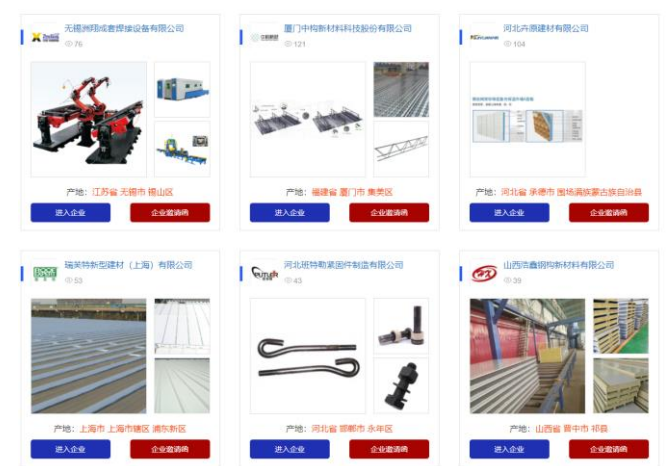 无锡洲翔成套焊接设备有限公司
76
产地：江苏省 无锡市 锡山区
进入企业
企业邀请函
厦门中构新材料科技股份有限公司
121
产地：福建省 厦门市 集美区
进入企业
企业邀请函
河北卉原建材有限公司
104
产地：河北省 承德市 围场满族蒙古族自治县
进入企业
企业邀请函
瑞英特新型建材（上海）有限公司
53
产地：上海市 上海市辖区 浦东新区
进入企业
企业邀请函
河北班特勒紧固件制造有限公司
43
产地：河北省 邯郸市 永年区
进入企业
企业邀请函
山西浩鑫钢构新材料有限公司
39
产地：山西省 晋中市 祁县
进入企业
企业邀请函